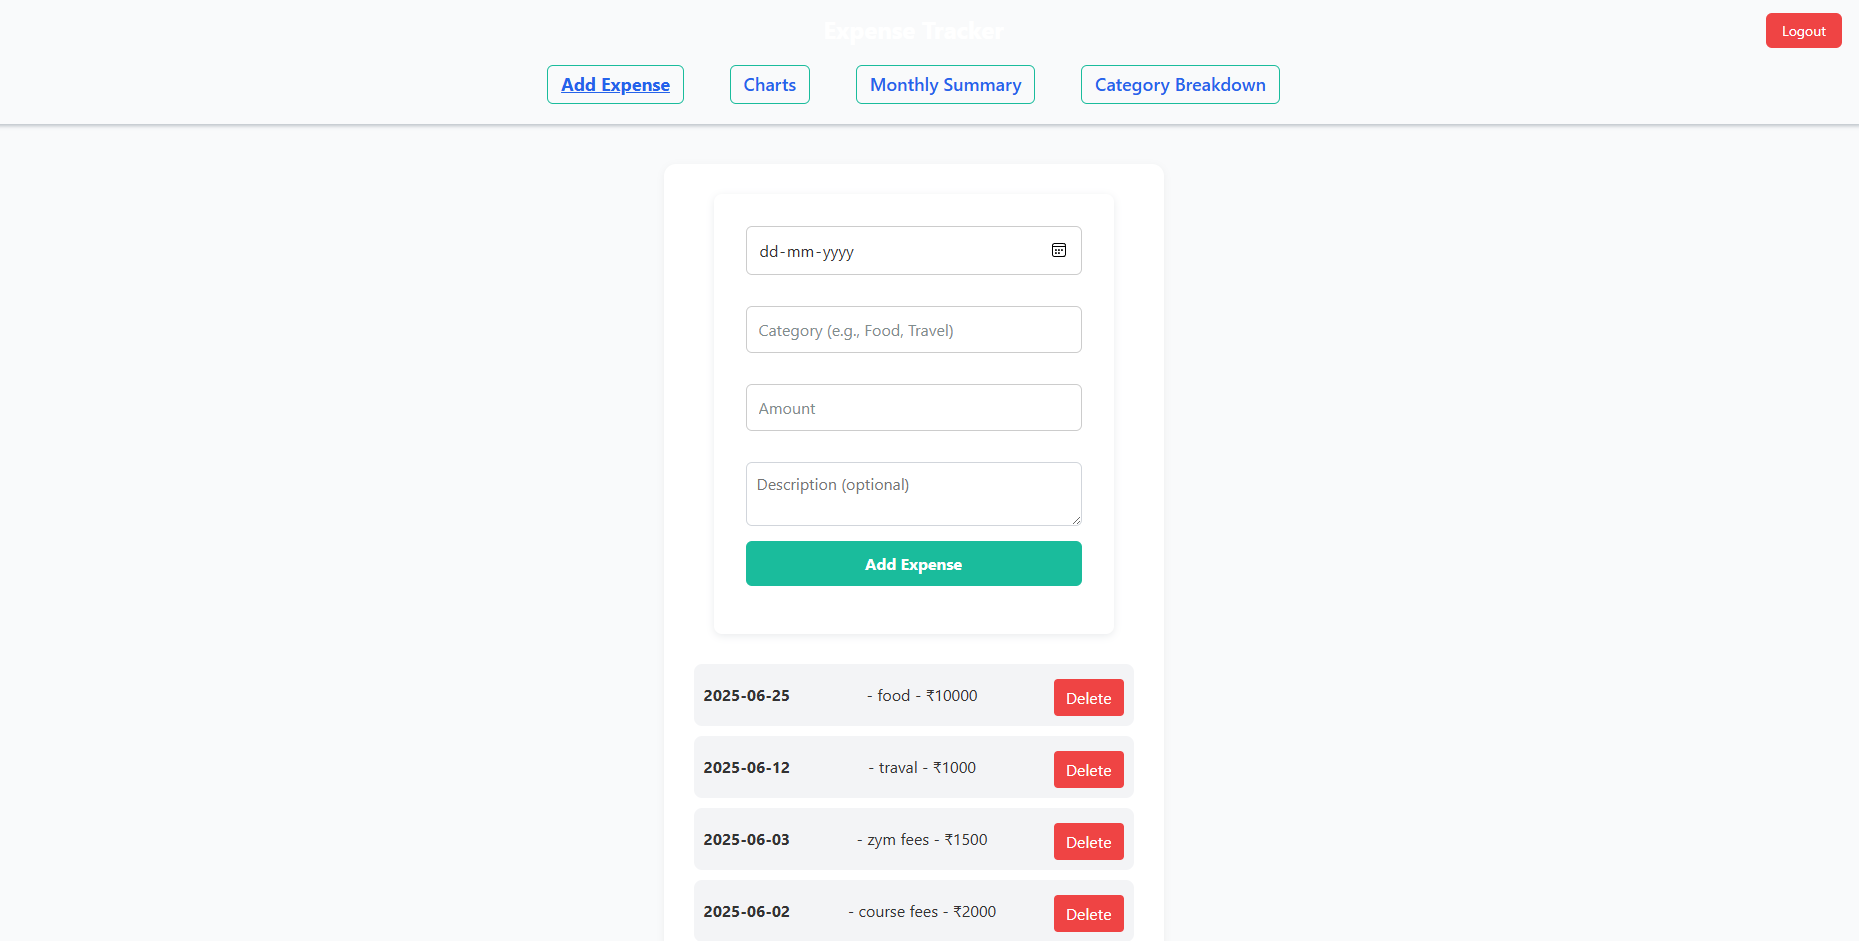 Expense Tracker
Logout
Add Expense
Charts
Monthly Summary
Category Breakdown
dd-mm-yyyy
Category (e.g., Food, Travel)
Amount
Description (optional)
Add Expense
2025-06-25 - food - ₹10000 Delete
2025-06-12 - traval - ₹1000 Delete
2025-06-03 - zym fees - ₹1500 Delete
2025-06-02 - course fees - ₹2000 Delete